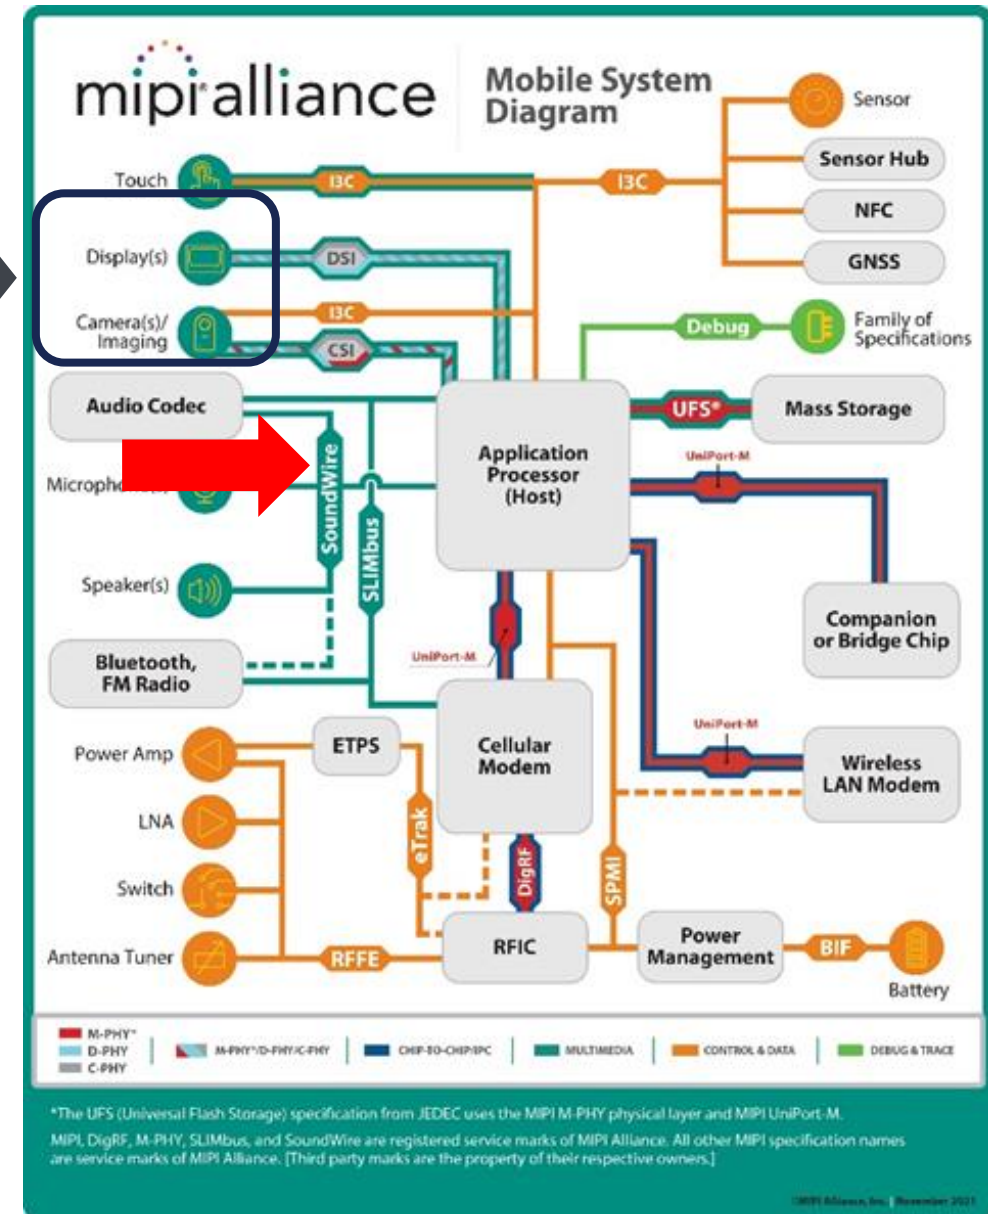 mipi alliance
Mobile System
Diagram
Sensor
Sensor Hub
NFC
GNSS
Touch
I3C
I3C
Display(s)
DSI
Camera(s)/
Imaging
I3C
CSI
Debug
Family of
Specifications
Audio Codec
UFS*
Mass Storage
Application
Processor
(Host)
UniPort-M
SoundWire
SLIMbus
Speaker(s)
Companion
or Bridge Chip
Bluetooth,
FM Radio
UniPort-M
UniPort-M
Power Amp
ETPS
Cellular
Modem
Wireless
LAN Modem
LNA
eTrak
DigRF
SPMI
Switch
Antenna Tuner
RFFE
RFIC
Power
Management
BIF
Battery
M-PHY*
D-PHY
C-PHY
M-PHY*/D-PHY/C-PHY
CHIP-TO-CHIP/IPC
MULTIMEDIA
CONTROL & DATA
DEBUG & TRACE
*The UFS (Universal Flash Storage) specification from JEDEC uses the MIPI M-PHY physical layer and MIPI UniPort-M.
MIPI, DigRF, M-PHY, SLIMbus, and SoundWire are registered service marks of MIPI Alliance. All other MIPI specification names
are service marks of MIPI Alliance. [Third party marks are the property of their respective owners.]
©MIPI Alliance, Inc. | November 2021